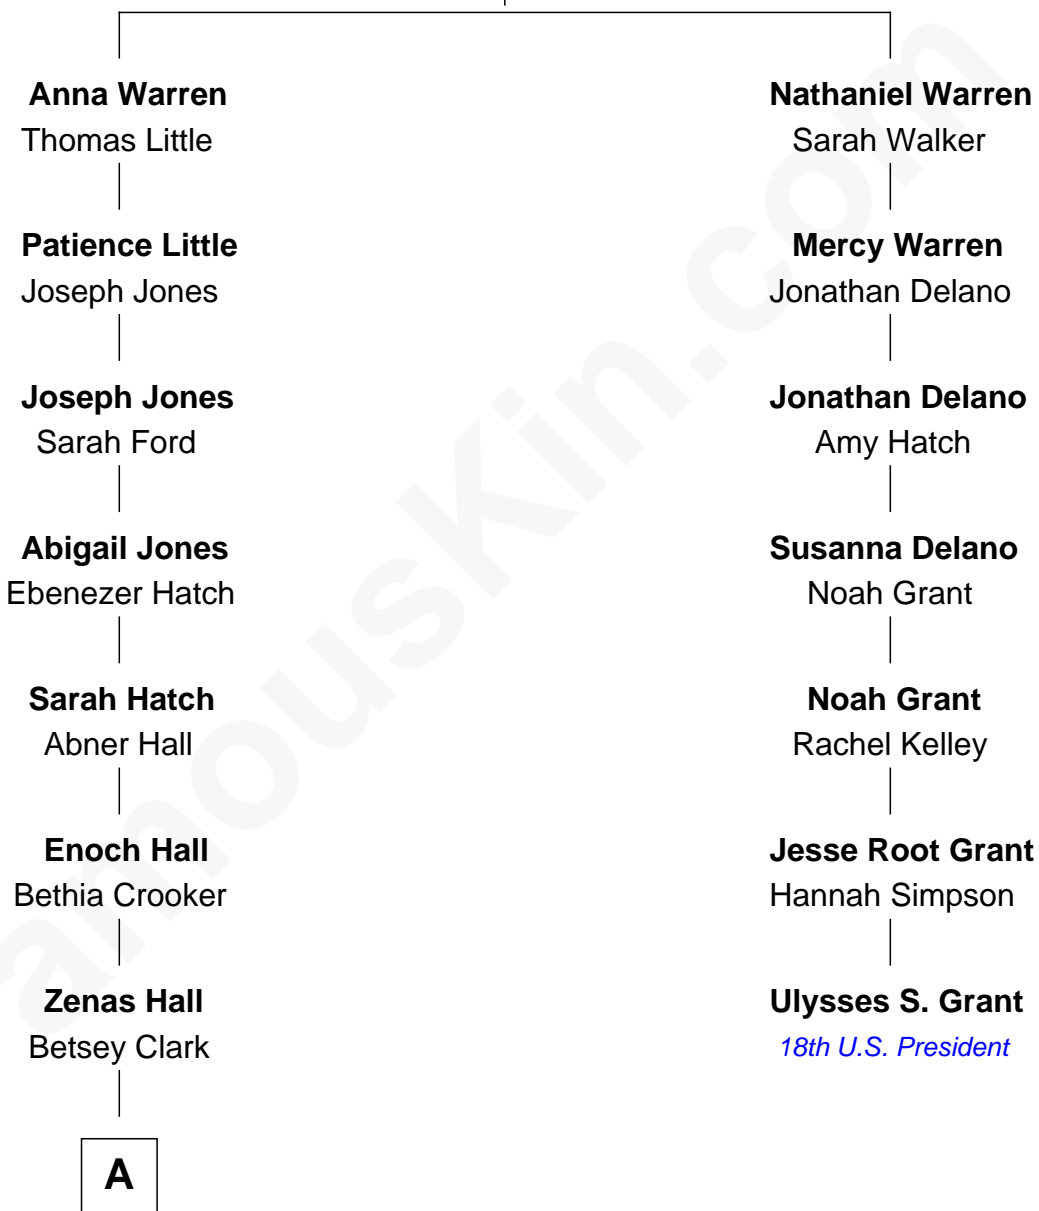 Anna Warren
Thomas Little
Nathaniel Warren
Sarah Walker
Patience Little
Joseph Jones
Mercy Warren
Jonathan Delano
Joseph Jones
Sarah Ford
Jonathan Delano
Amy Hatch
Abigail Jones
Ebenezer Hatch
Susanna Delano
Noah Grant
Sarah Hatch
Abner Hall
Noah Grant
Rachel Kelley
Enoch Hall
Bethia Crooker
Jesse Root Grant
Hannah Simpson
Zenas Hall
Betsey Clark
Ulysses S. Grant
18th U.S. President
A
amousKin.com